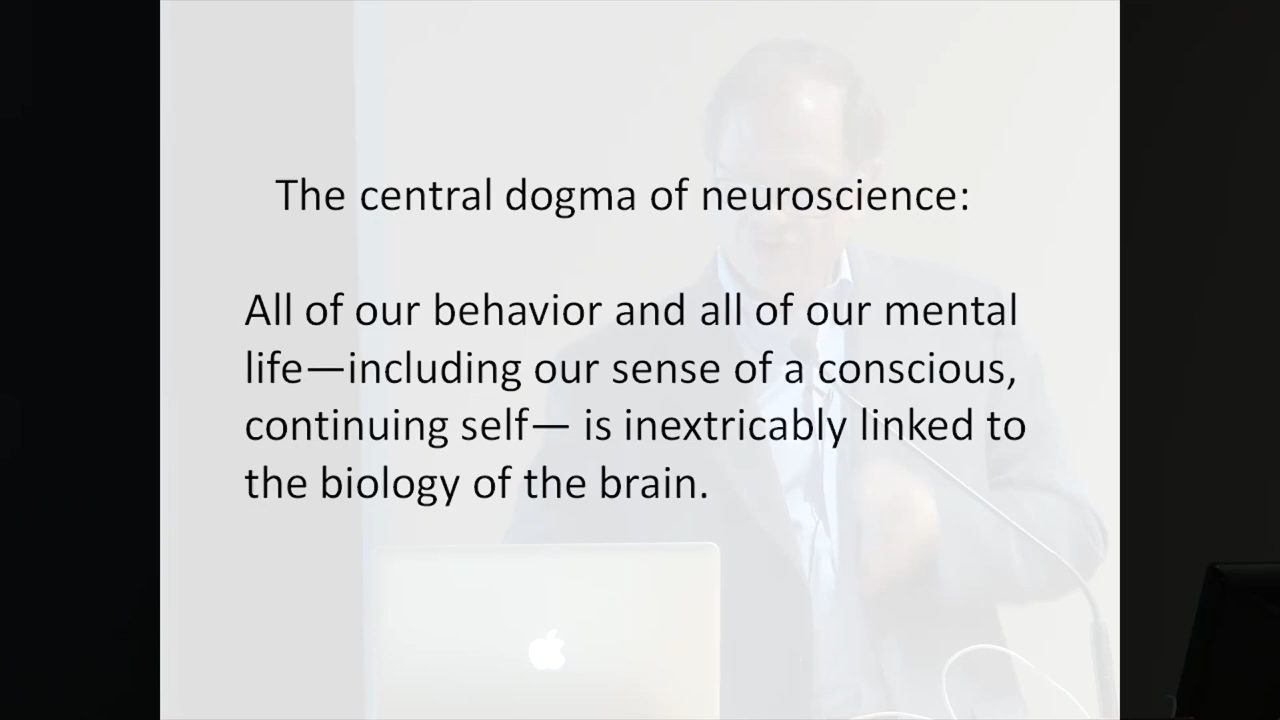 The central dogma of neuroscience:
All of our behavior and all of our mental
life—including our sense of a conscious,
continuing self— is inextricably linked to
the biology of the brain.